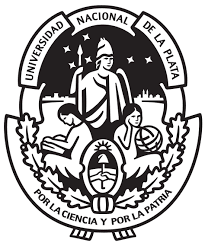 UNIVERSIDAD NACIONAL DE LA PLATA
POR LA CIENCIA Y POR LA PATRIA